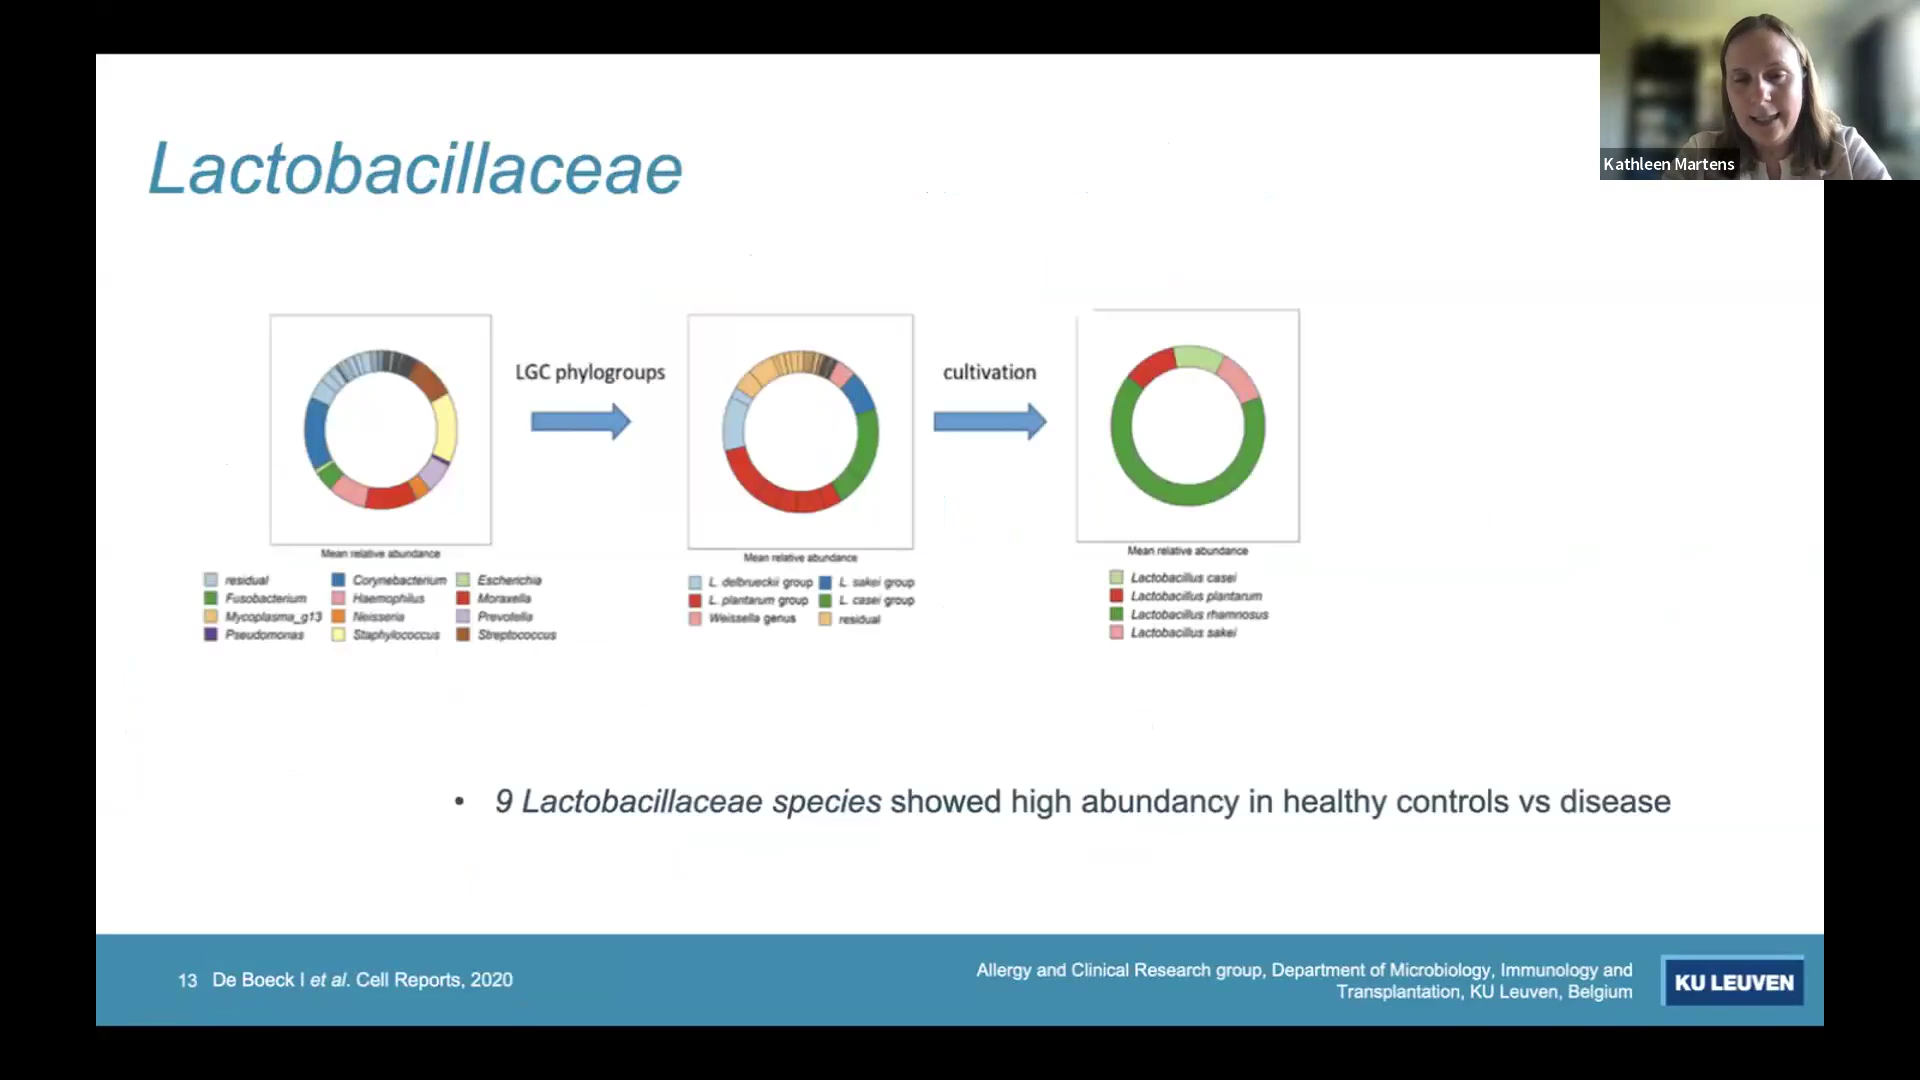 Kathleen Martens
Lactobacillaceae
LGC phylogroups
cultivation
Mean relative abundance
residual
Corynebacterium
Escherichia
Fusobacterium
Haemophilus
Moraxella
Mycoplasma_g13
Neisseria
Prevotella
Pseudomonas
Staphylococcus
Streptococcus
Mean relative abundance
L. delbrueckii group
L. sakei group
L. plantarum group
L. casei group
Weissella genus
residual
Mean relative abundance
Lactobacillus casei
Lactobacillus plantarum
Lactobacillus rhamnosus
Lactobacillus sakei
• 9 Lactobacillaceae species showed high abundancy in healthy controls vs disease
13 De Boeck I et al. Cell Reports, 2020
Allergy and Clinical Research group, Department of Microbiology, Immunology and
Transplantation, KU Leuven, Belgium
KU LEUVEN